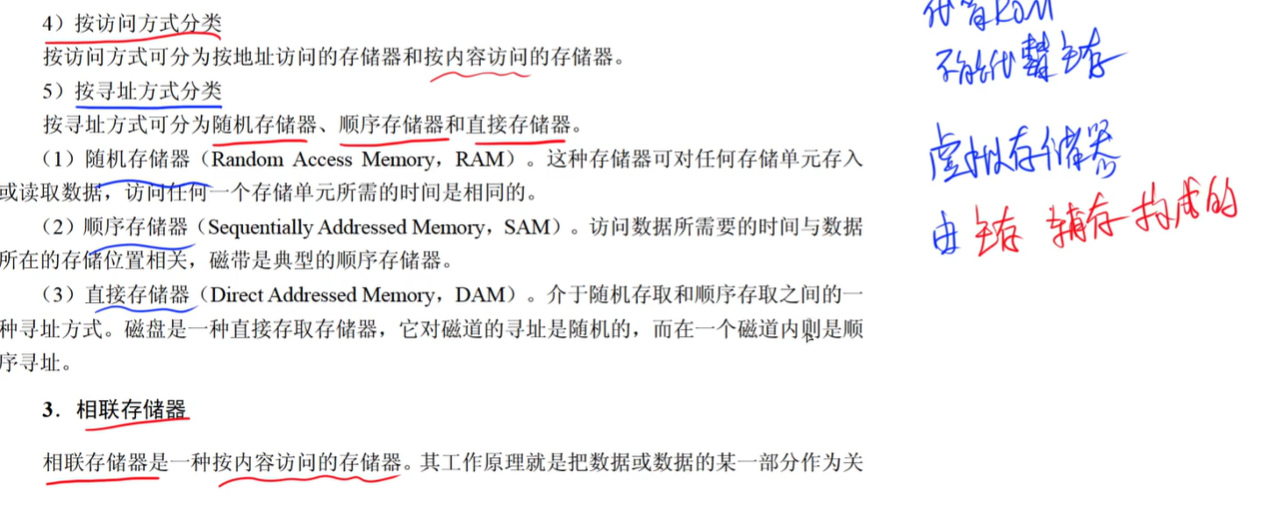 4）按访问方式分类
按访问方式可分为按地址访问的存储器和按内容访问的存储器。
5）按寻址方式分类
按寻址方式可分为随机存储器、顺序存储器和直接存储器。
（1）随机存储器（Random Access Memory，RAM）。这种存储器可对任何存储单元存入
或读取数据，访问任何一个存储单元所需的时间是相同的。
（2）顺序存储器（Sequentially Addressed Memory，SAM）。访问数据所需要的时间与数据
所在的存储位置相关，磁带是典型的顺序存储器。
（3）直接存储器（Direct Addressed Memory，DAM）。介于随机存取和顺序存取之间的一
种寻址方式。磁盘是一种直接存取存储器，它对磁道的寻址是随机的，而在一个磁道内则是顺
序寻址。
3．相联存储器
相联存储器是一种按内容访问的存储器。其工作原理就是把数据或数据的某一部分作为关
ROM
不能代替主存
虚拟存储器
由主存 辅存构成的